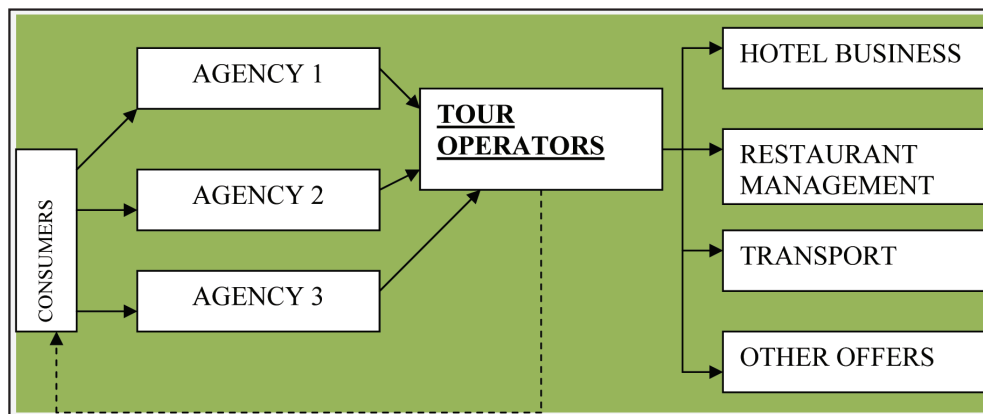 CONSUMERS
AGENCY 1
AGENCY 2
AGENCY 3
TOUR
OPERATORS
HOTEL BUSINESS
RESTAURANT
MANAGEMENT
TRANSPORT
OTHER OFFERS